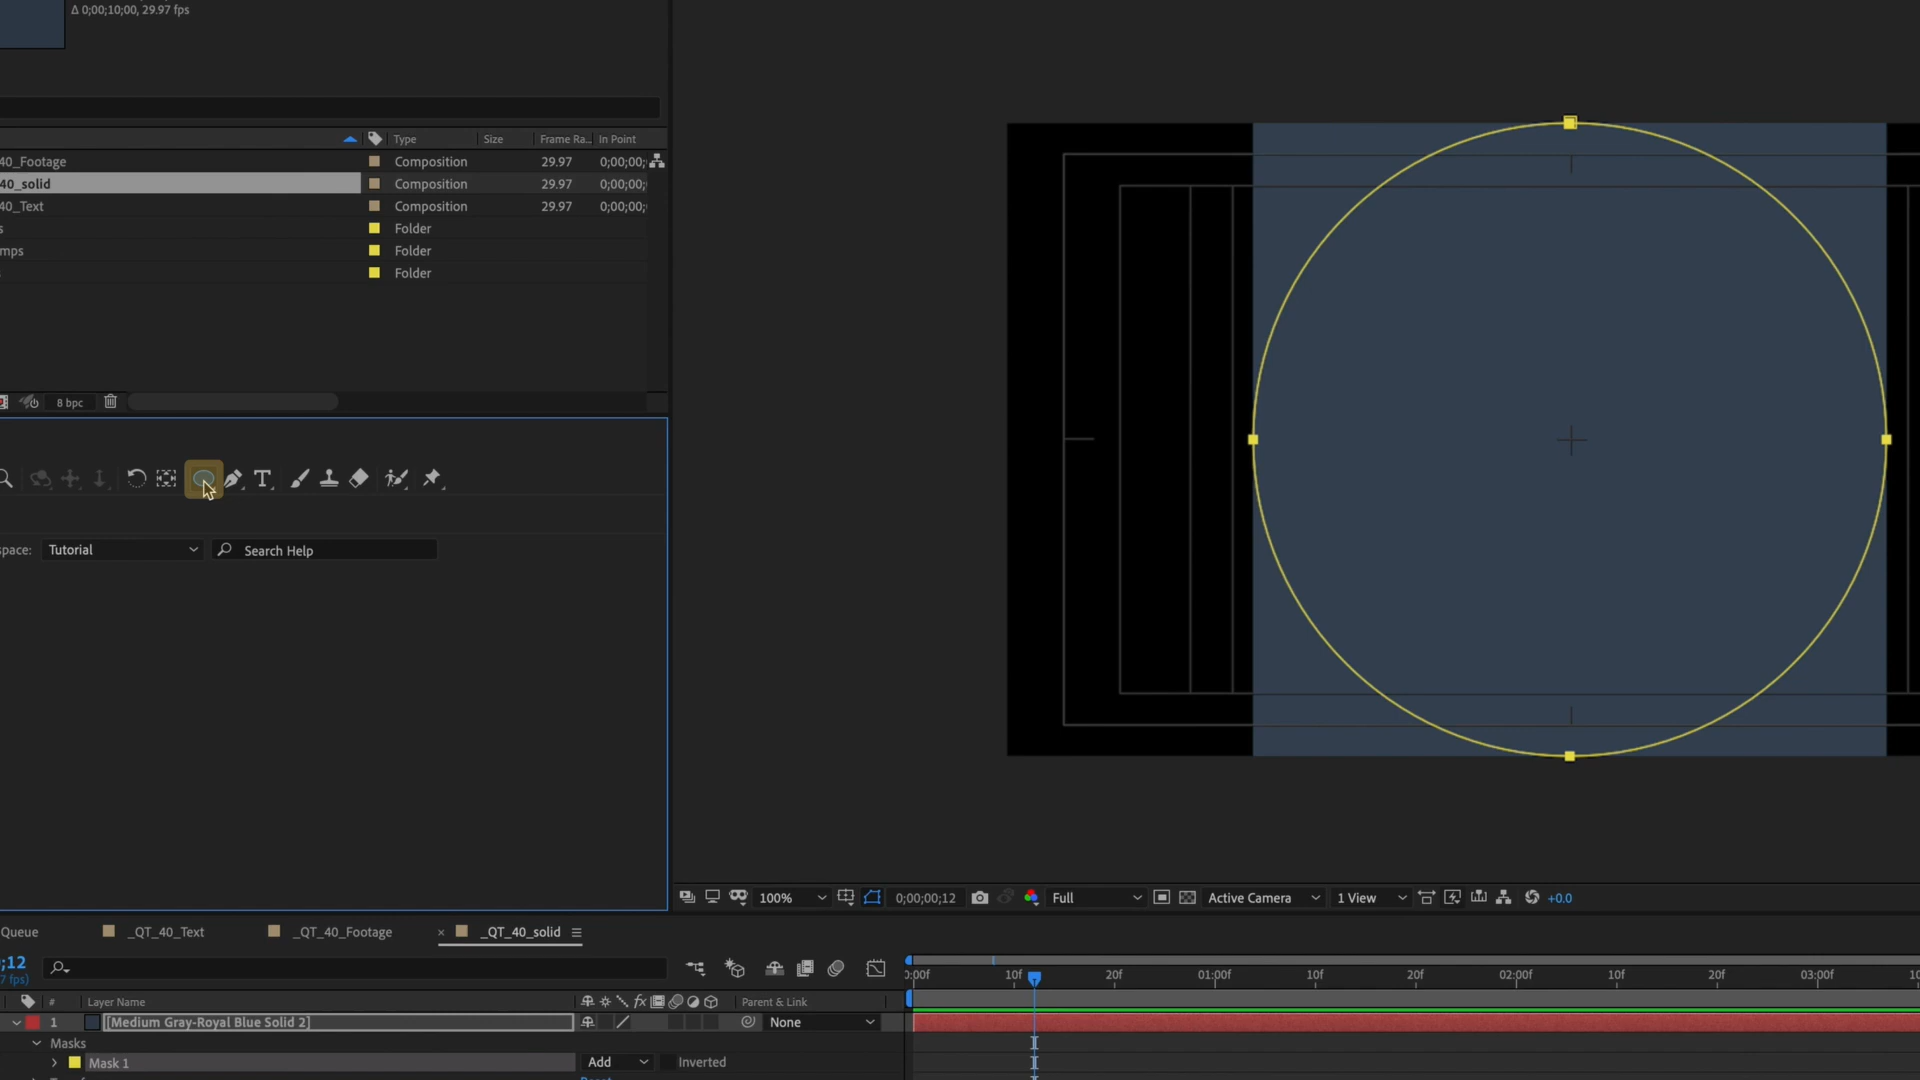 Δ 0;00;10;00, 29.97 fps
Type Size Frame Ra... In Point
40_Footage Composition 29.97 0;00;00;
40_solid Composition 29.97 0;00;00;
40_Text Composition 29.97 0;00;00;
s Folder
mps Folder
Folder
8 bpc
T
space: Tutorial Search Help
100% 0;00;00;12 Full Active Camera 1 View +0.0
Queue _QT_40_Text _QT_40_Footage × _QT_40_solid
;12
7 fps)
0:00f 10f 20f 01:00f 10f 20f 02:00f 10f 20f 03:00f 10
# Layer Name fx Parent & Link
1 [Medium Gray-Royal Blue Solid 2] None
Masks
Mask 1 Add Inverted